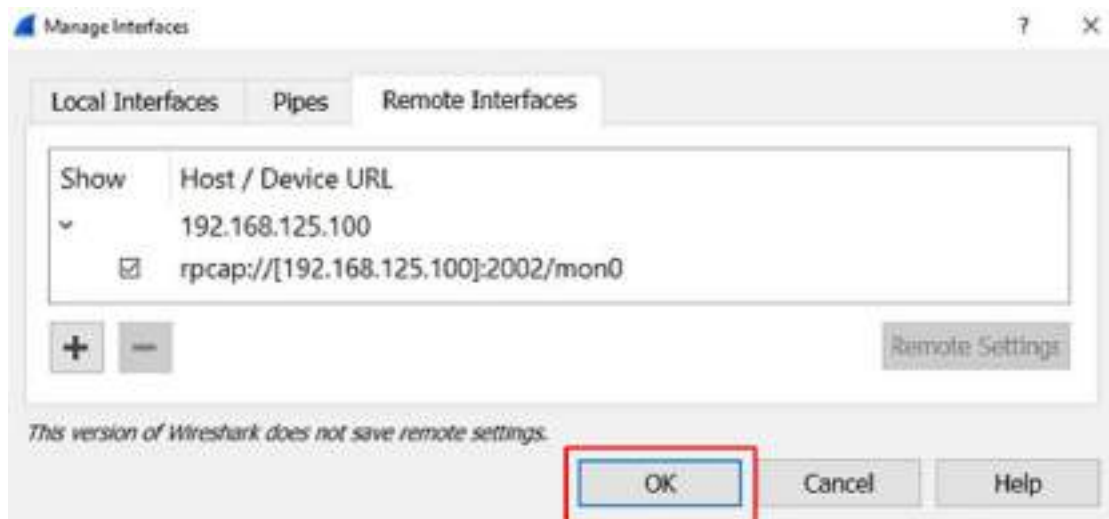 Manage Interfaces ? ×
Local Interfaces Pipes Remote Interfaces
Show Host / Device URL
192.168.125.100
rpcap://[192.168.125.100]:2002/mon0
+ −
Remote Settings
This version of Wireshark does not save remote settings.
OK Cancel Help